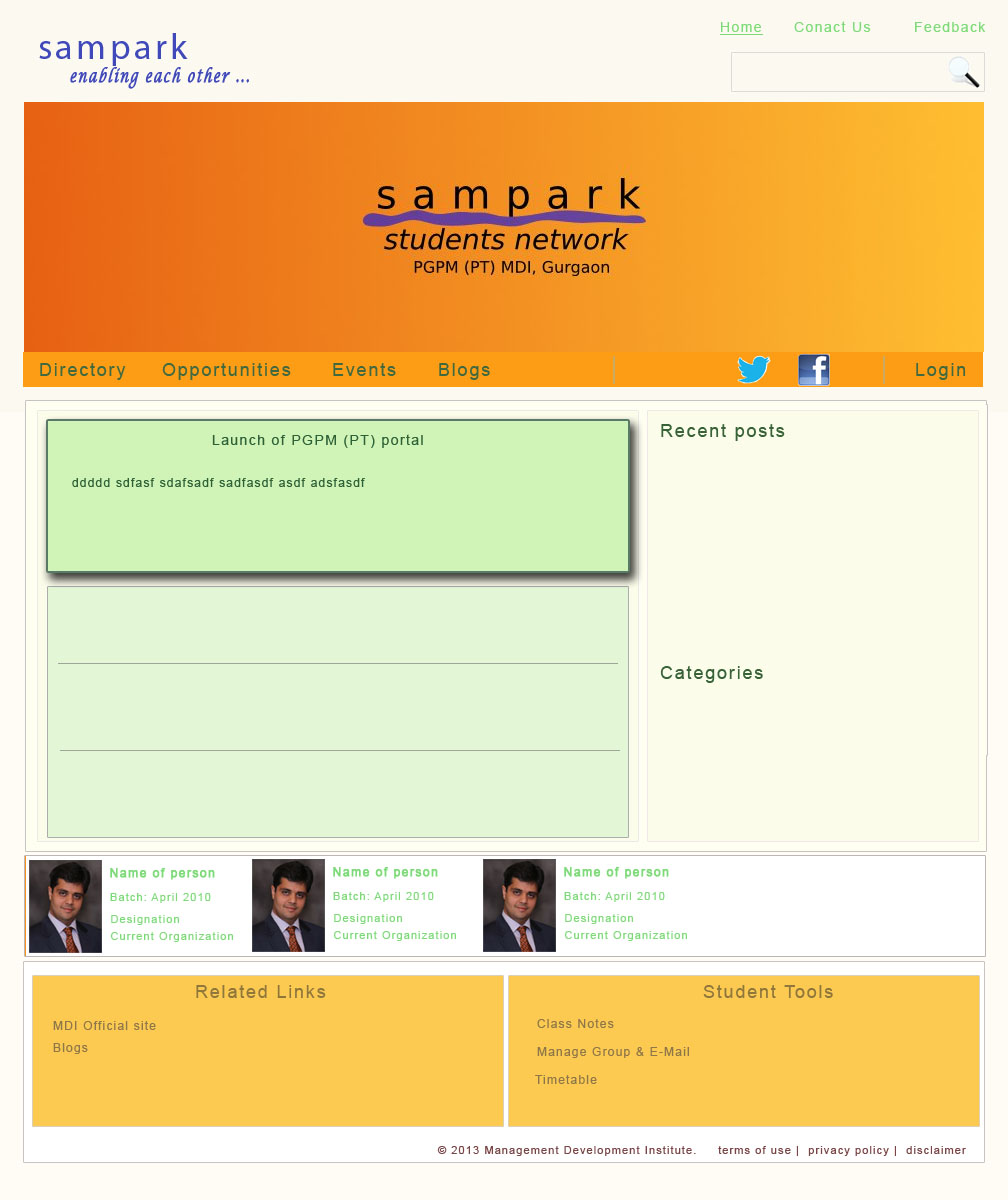 Home Conact Us Feedback
sampark
enabling each other ...
sampark
students network
PGPM (PT) MDI, Gurgaon
Directory Opportunities Events Blogs Login
Launch of PGPM (PT) portal
ddddd sdfasf sdafsadf sadfasdf asdf adsfasdf
Recent posts
Categories
Name of person
Batch: April 2010
Designation
Current Organization
Name of person
Batch: April 2010
Designation
Current Organization
Name of person
Batch: April 2010
Designation
Current Organization
Related Links
MDI Official site
Blogs
Student Tools
Class Notes
Manage Group & E-Mail
Timetable
© 2013 Management Development Institute. terms of use | privacy policy | disclaimer